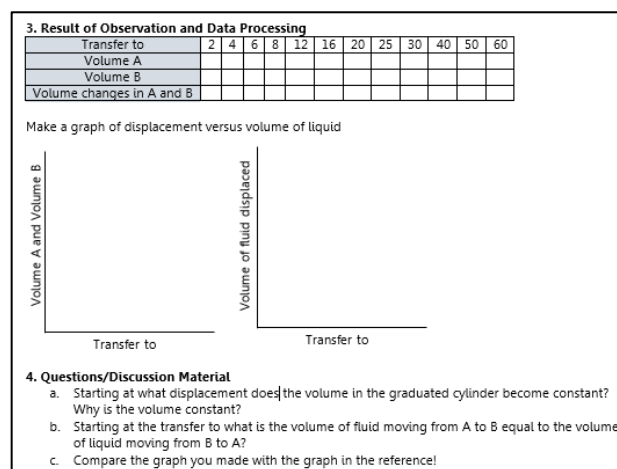 3. Result of Observation and Data Processing
Transfer to 2 4 6 8 12 16 20 25 30 40 50 60
Volume A
Volume B
Volume changes in A and B
Make a graph of displacement versus volume of liquid
Volume A and Volume B
Transfer to
Volume of fluid displaced
Transfer to
4. Questions/Discussion Material
a. Starting at what displacement does the volume in the graduated cylinder become constant?
Why is the volume constant?
b. Starting at the transfer to what is the volume of fluid moving from A to B equal to the volume
of liquid moving from B to A?
c. Compare the graph you made with the graph in the reference!